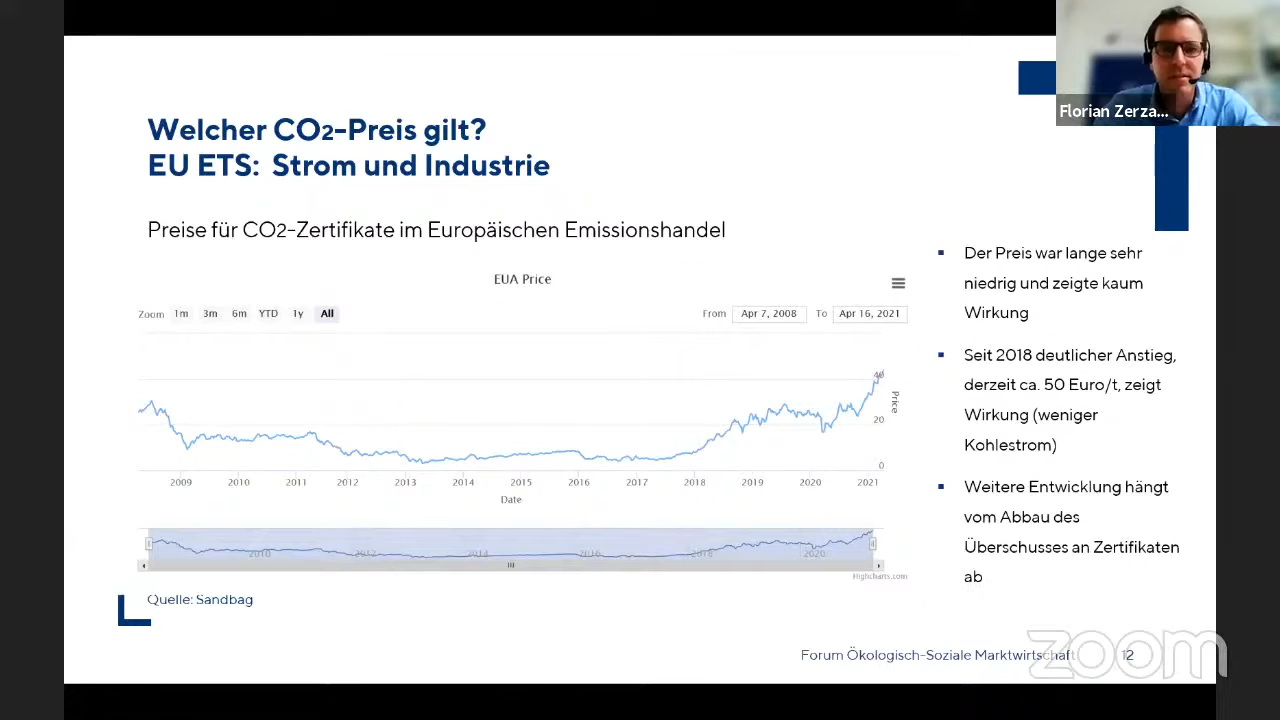 Florian Zerza...
Welcher CO2-Preis gilt?
EU ETS: Strom und Industrie
Preise für CO2-Zertifikate im Europäischen Emissionshandel
EUA Price
Zoom 1m 3m 6m YTD 1y All
From Apr 7, 2008 To Apr 16, 2021
40
20
0
Price
2009 2010 2011 2012 2013 2014 2015 2016 2017 2018 2019 2020 2021
Date
2010 2012 2014 2016 2018 2020
Highcharts.com
Quelle: Sandbag
Der Preis war lange sehr
niedrig und zeigte kaum
Wirkung
Seit 2018 deutlicher Anstieg,
derzeit ca. 50 Euro/t, zeigt
Wirkung (weniger
Kohlestrom)
Weitere Entwicklung hängt
vom Abbau des
Überschusses an Zertifikaten
ab
Forum Ökologisch-Soziale Marktwirtschaft 12
zoom